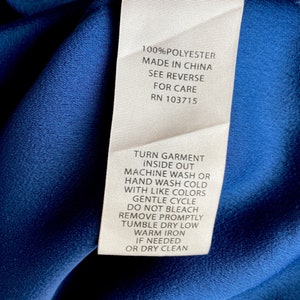 100%POLYESTER
MADE IN CHINA
SEE REVERSE
FOR CARE
RN 103715
TURN GARMENT
INSIDE OUT
MACHINE WASH OR
HAND WASH COLD
WITH LIKE COLORS
GENTLE CYCLE
DO NOT BLEACH
REMOVE PROMPTLY
TUMBLE DRY LOW
WARM IRON
IF NEEDED
OR DRY CLEAN